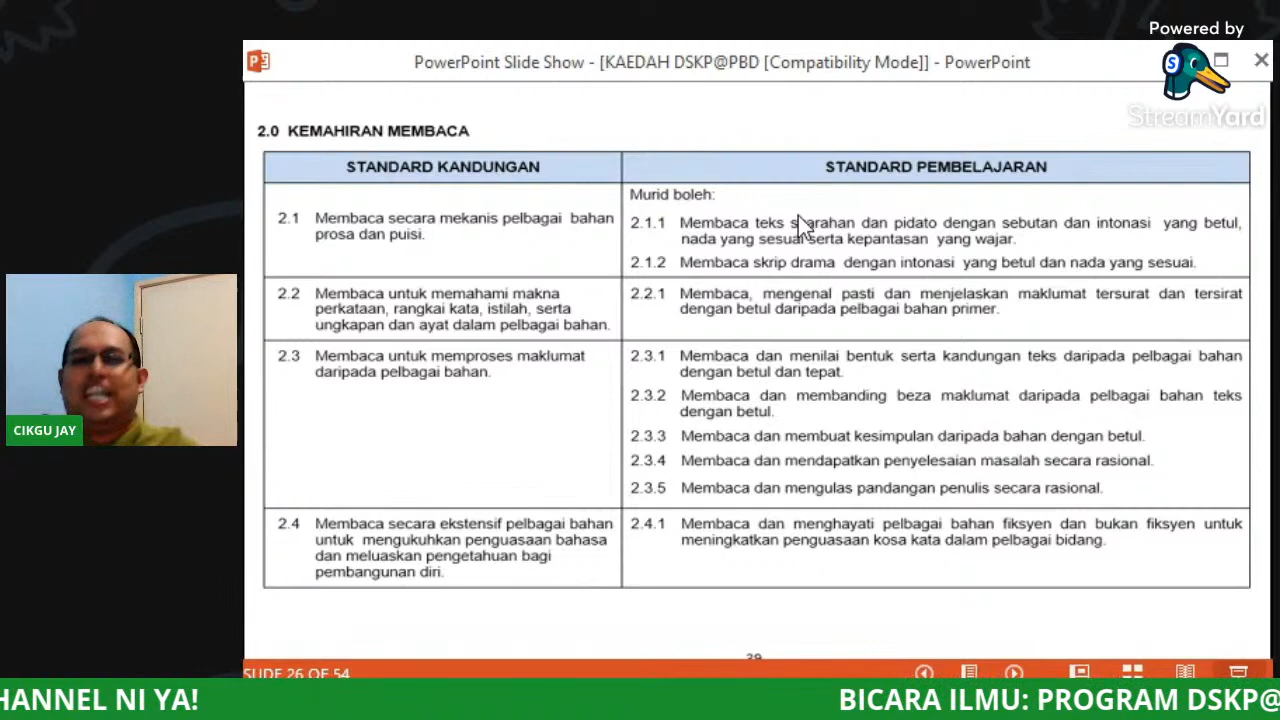 Powered by
StreamYard
PowerPoint Slide Show - [KAEDAH DSKP@PBD [Compatibility Mode]] - PowerPoint
2.0 KEMAHIRAN MEMBACA
STANDARD KANDUNGAN
STANDARD PEMBELAJARAN
2.1 Membaca secara mekanis pelbagai bahan
prosa dan puisi.
Murid boleh:
2.1.1 Membaca teks syarahan dan pidato dengan sebutan dan intonasi yang betul,
nada yang sesuai serta kepantasan yang wajar.
2.1.2 Membaca skrip drama dengan intonasi yang betul dan nada yang sesuai.
2.2 Membaca untuk memahami makna
perkataan, rangkai kata, istilah, serta
ungkapan dan ayat dalam pelbagai bahan.
2.2.1 Membaca, mengenal pasti dan menjelaskan maklumat tersurat dan tersirat
dengan betul daripada pelbagai bahan primer.
2.3 Membaca untuk memproses maklumat
daripada pelbagai bahan.
2.3.1 Membaca dan menilai bentuk serta kandungan teks daripada pelbagai bahan
dengan betul dan tepat.
2.3.2 Membaca dan membanding beza maklumat daripada pelbagai bahan teks
dengan betul.
2.3.3 Membaca dan membuat kesimpulan daripada bahan dengan betul.
2.3.4 Membaca dan mendapatkan penyelesaian masalah secara rasional.
2.3.5 Membaca dan mengulas pandangan penulis secara rasional.
2.4 Membaca secara ekstensif pelbagai bahan
untuk mengukuhkan penguasaan bahasa
dan meluaskan pengetahuan bagi
pembangunan diri.
2.4.1 Membaca dan menghayati pelbagai bahan fiksyen dan bukan fiksyen untuk
meningkatkan penguasaan kosa kata dalam pelbagai bidang.
39
SLIDE 26 OF 54
CIKGU JAY
HANNEL NI YA!
BICARA ILMU: PROGRAM DSKP@